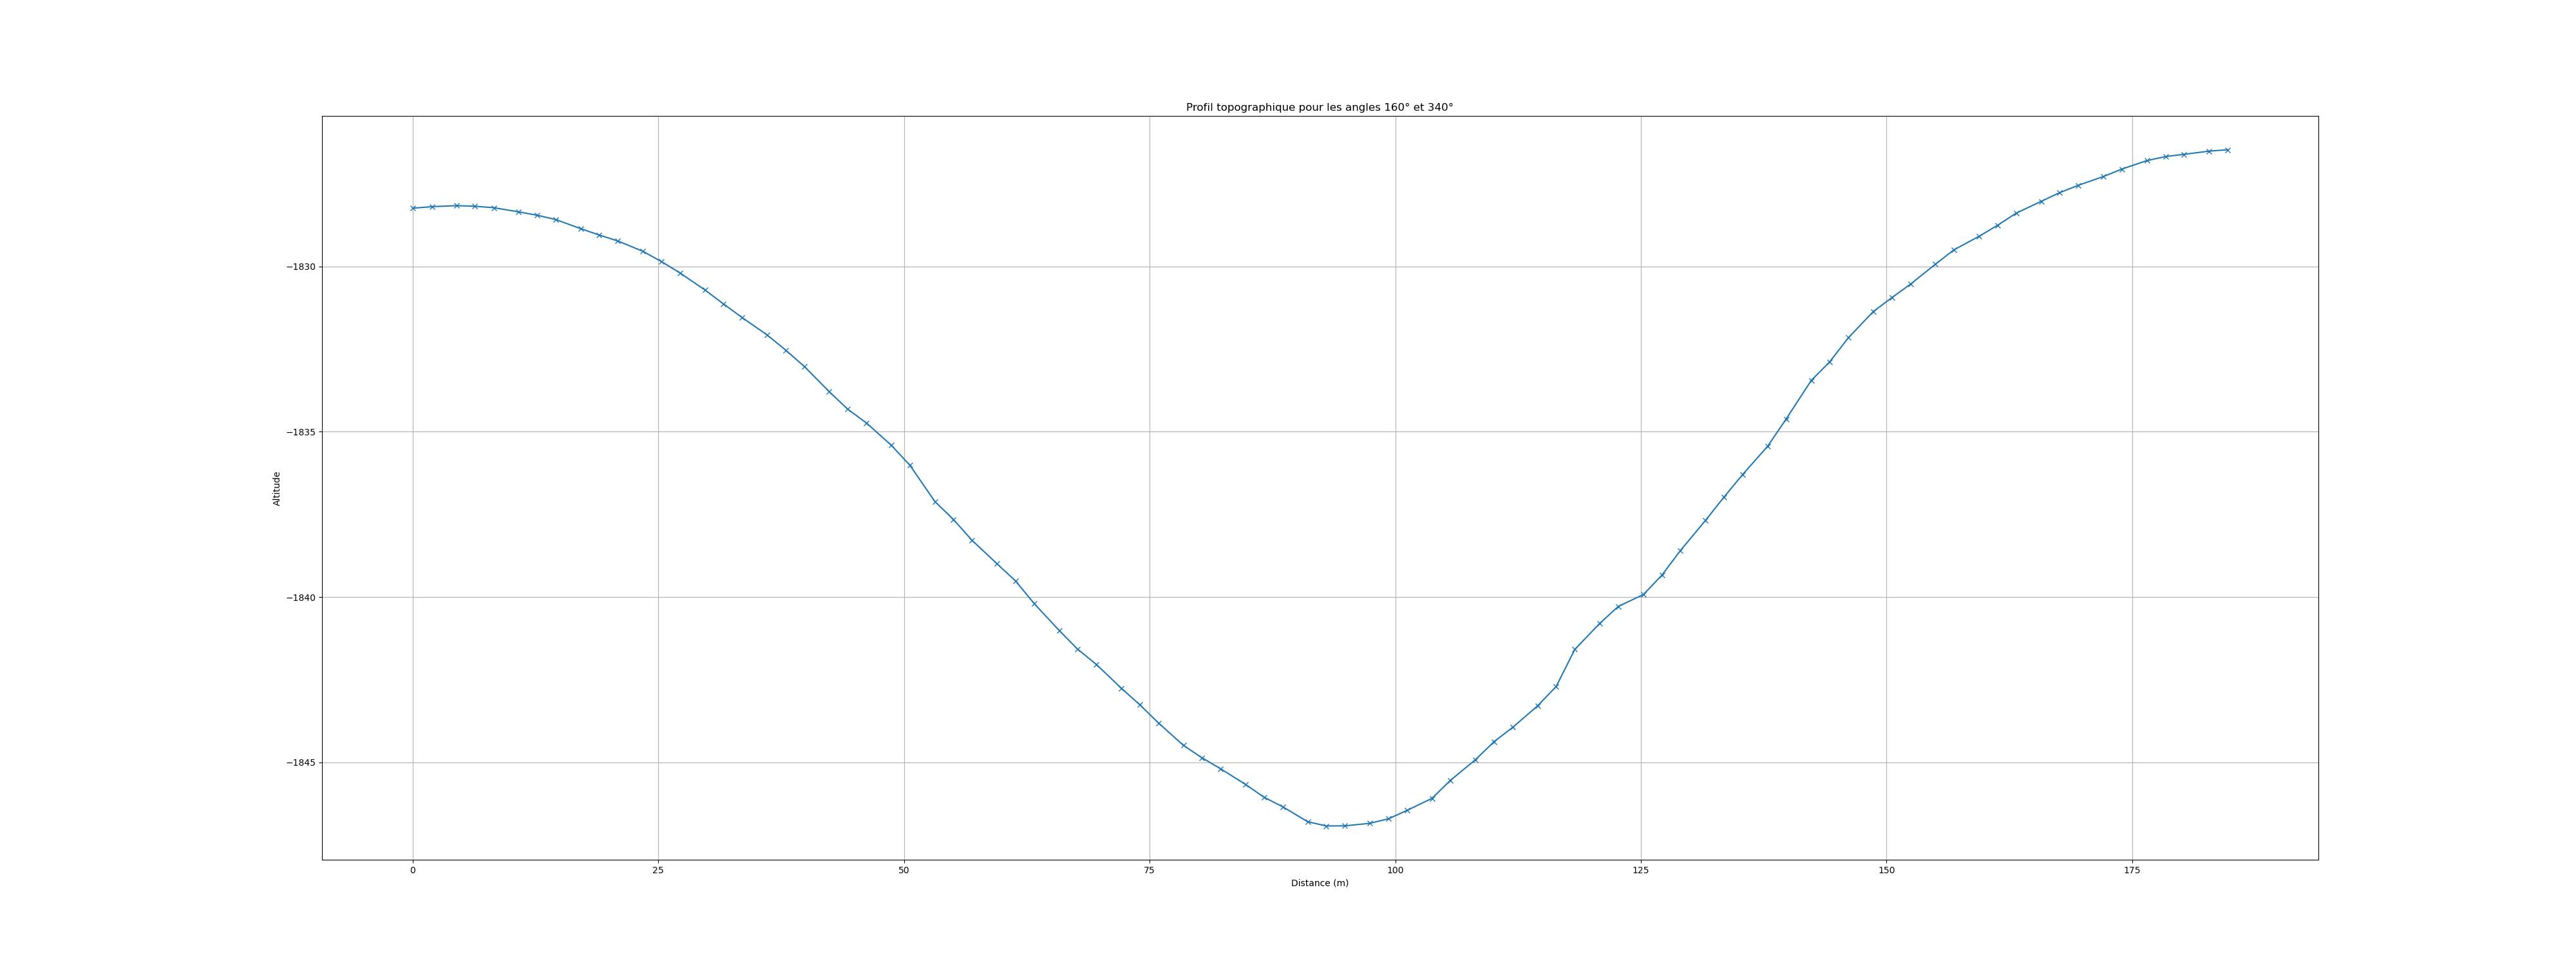 Profil topographique pour les angles 160° et 340°
Altitude
−1830
−1835
−1840
−1845
0 25 50 75 100 125 150 175
Distance (m)